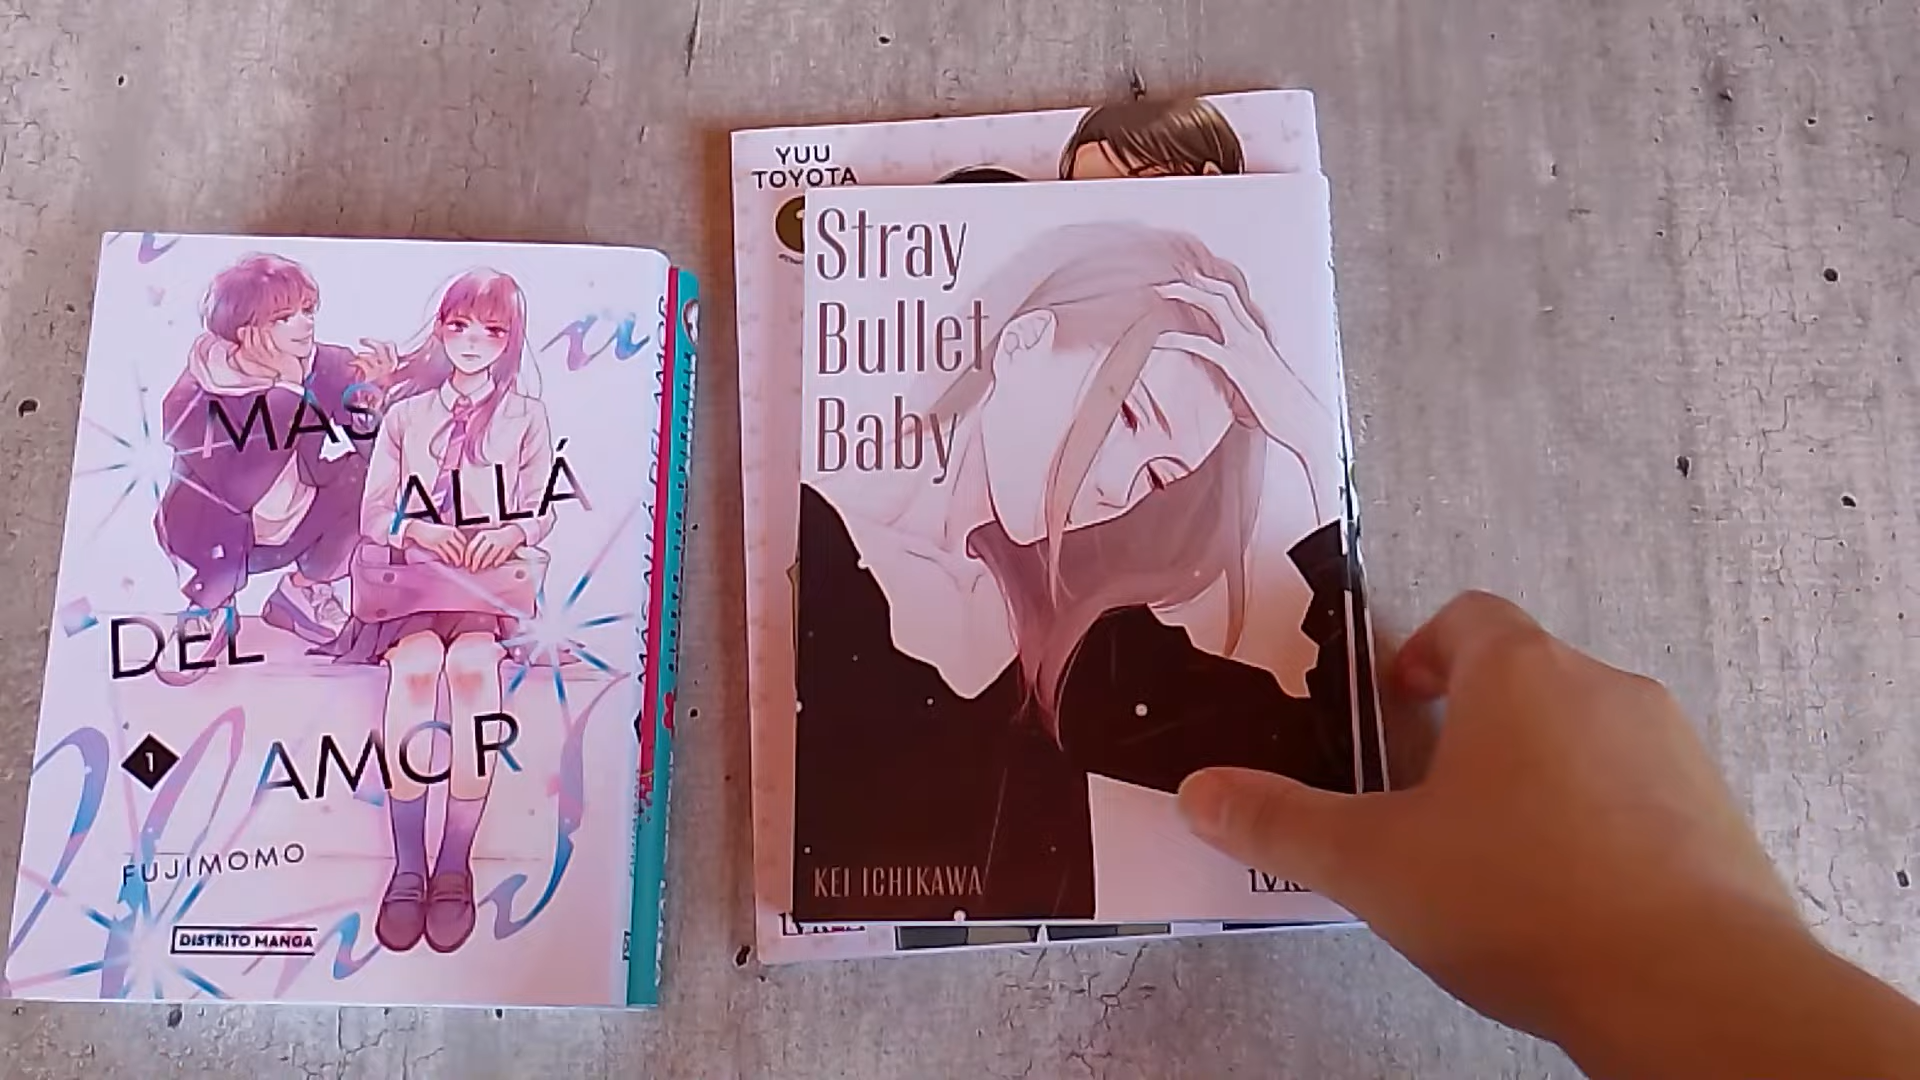 MÁS
ALLÁ
DEL
1
AMOR
FUJIMOMO
DISTRITO MANGA
YUU
TOYOTA
Stray
Bullet
Baby
KEI ICHIKAWA